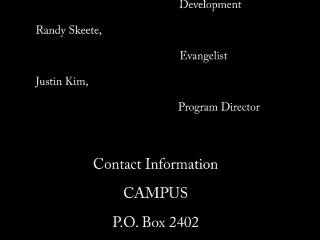 Development
Randy Skeete,
Evangelist
Justin Kim,
Program Director
Contact Information
CAMPUS
P.O. Box 2402